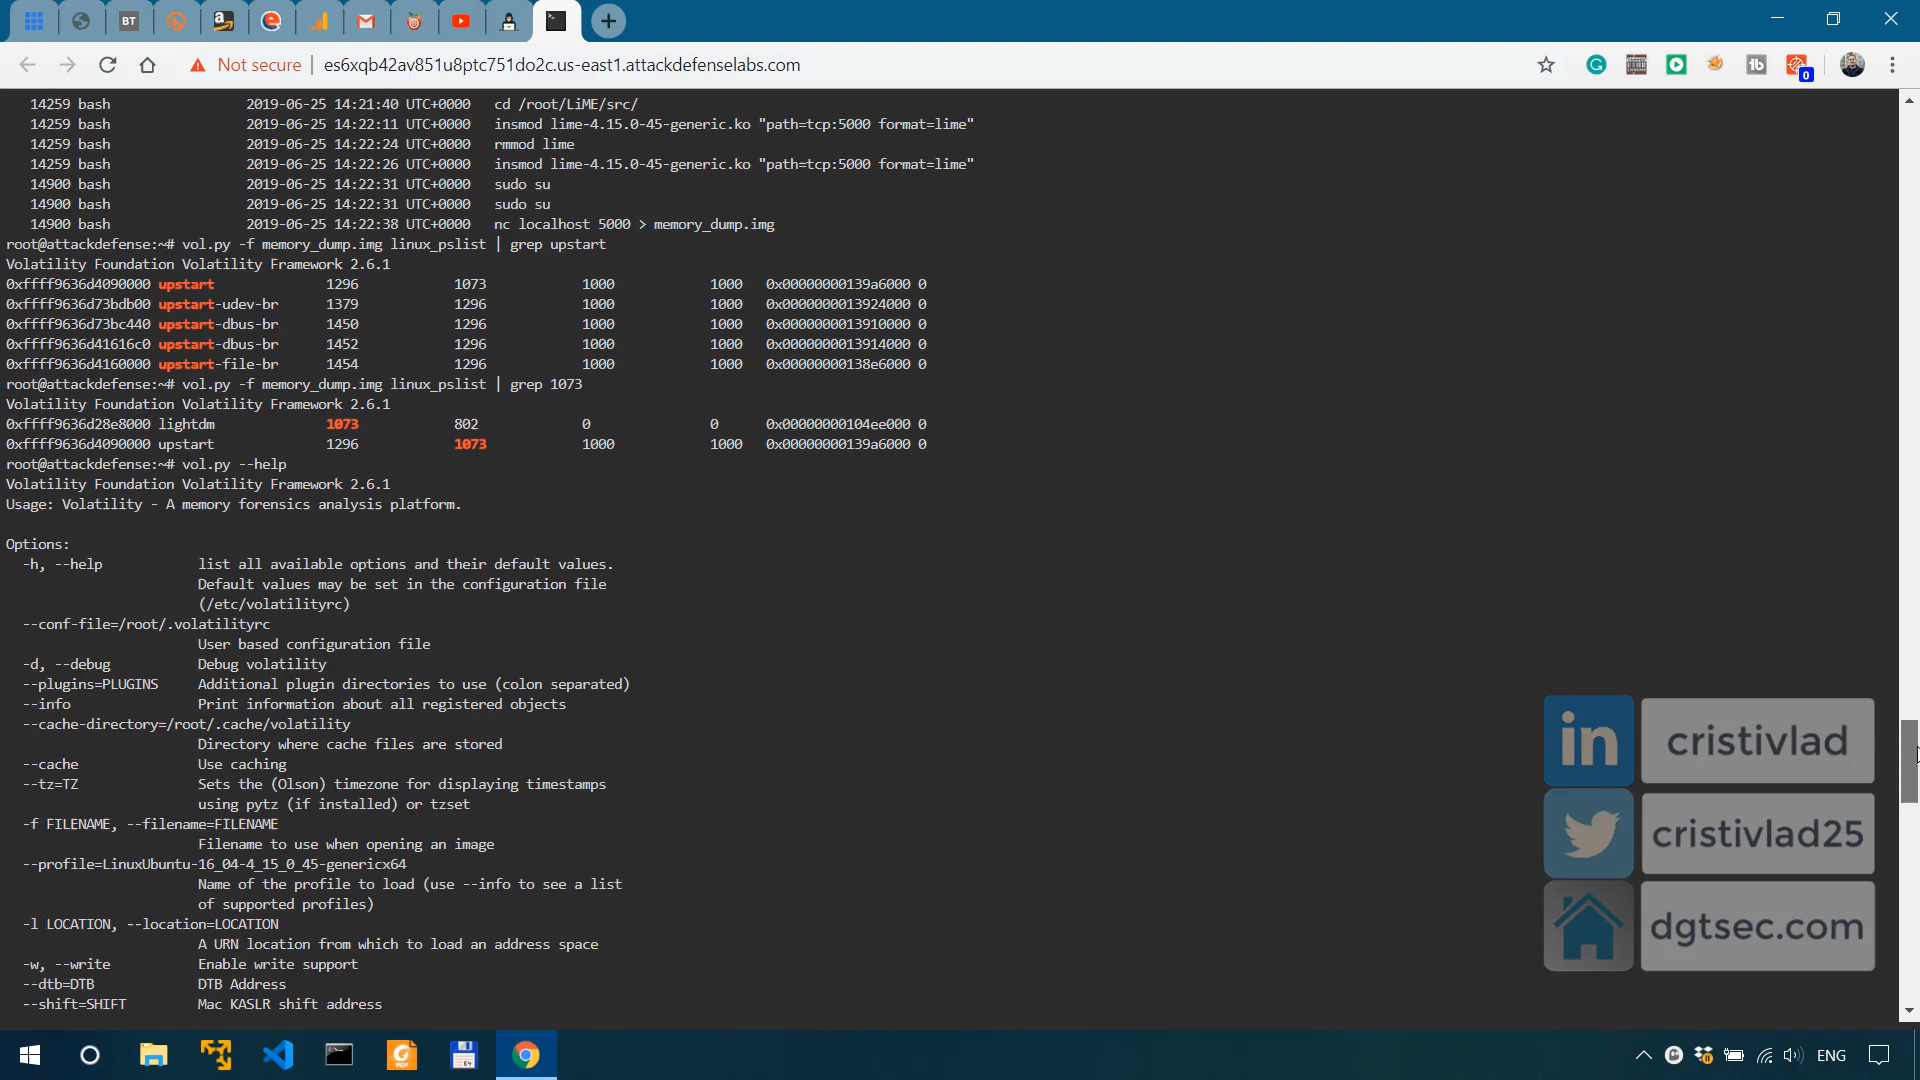 BT
Not secure
es6xqb42av851u8ptc751do2c.us-east1.attackdefenselabs.com
0
14259 bash 2019-06-25 14:21:40 UTC+0000 cd /root/LiME/src/
14259 bash 2019-06-25 14:22:11 UTC+0000 insmod lime-4.15.0-45-generic.ko "path=tcp:5000 format=lime"
14259 bash 2019-06-25 14:22:24 UTC+0000 rmmod lime
14259 bash 2019-06-25 14:22:26 UTC+0000 insmod lime-4.15.0-45-generic.ko "path=tcp:5000 format=lime"
14900 bash 2019-06-25 14:22:31 UTC+0000 sudo su
14900 bash 2019-06-25 14:22:31 UTC+0000 sudo su
14900 bash 2019-06-25 14:22:38 UTC+0000 nc localhost 5000 > memory_dump.img
root@attackdefense:~# vol.py -f memory_dump.img linux_pslist | grep upstart
Volatility Foundation Volatility Framework 2.6.1
0xffff9636d4090000 upstart 1296 1073 1000 1000 0x00000000139a6000 0
0xffff9636d73bdb00 upstart-udev-br 1379 1296 1000 1000 0x0000000013924000 0
0xffff9636d73bc440 upstart-dbus-br 1450 1296 1000 1000 0x0000000013910000 0
0xffff9636d41616c0 upstart-dbus-br 1452 1296 1000 1000 0x0000000013914000 0
0xffff9636d4160000 upstart-file-br 1454 1296 1000 1000 0x00000000138e6000 0
root@attackdefense:~# vol.py -f memory_dump.img linux_pslist | grep 1073
Volatility Foundation Volatility Framework 2.6.1
0xffff9636d28e8000 lightdm 1073 802 0 0 0x00000000104ee000 0
0xffff9636d4090000 upstart 1296 1073 1000 1000 0x00000000139a6000 0
root@attackdefense:~# vol.py --help
Volatility Foundation Volatility Framework 2.6.1
Usage: Volatility - A memory forensics analysis platform.
Options:
-h, --help list all available options and their default values.
Default values may be set in the configuration file
(/etc/volatilityrc)
--conf-file=/root/.volatilityrc
User based configuration file
-d, --debug Debug volatility
--plugins=PLUGINS Additional plugin directories to use (colon separated)
--info Print information about all registered objects
--cache-directory=/root/.cache/volatility
Directory where cache files are stored
--cache Use caching
--tz=TZ Sets the (Olson) timezone for displaying timestamps
using pytz (if installed) or tzset
-f FILENAME, --filename=FILENAME
Filename to use when opening an image
--profile=LinuxUbuntu-16_04-4_15_0_45-genericx64
Name of the profile to load (use --info to see a list
of supported profiles)
-l LOCATION, --location=LOCATION
A URN location from which to load an address space
-w, --write Enable write support
--dtb=DTB DTB Address
--shift=SHIFT Mac KASLR shift address
in cristivlad
cristivlad25
dgtsec.com
ENG